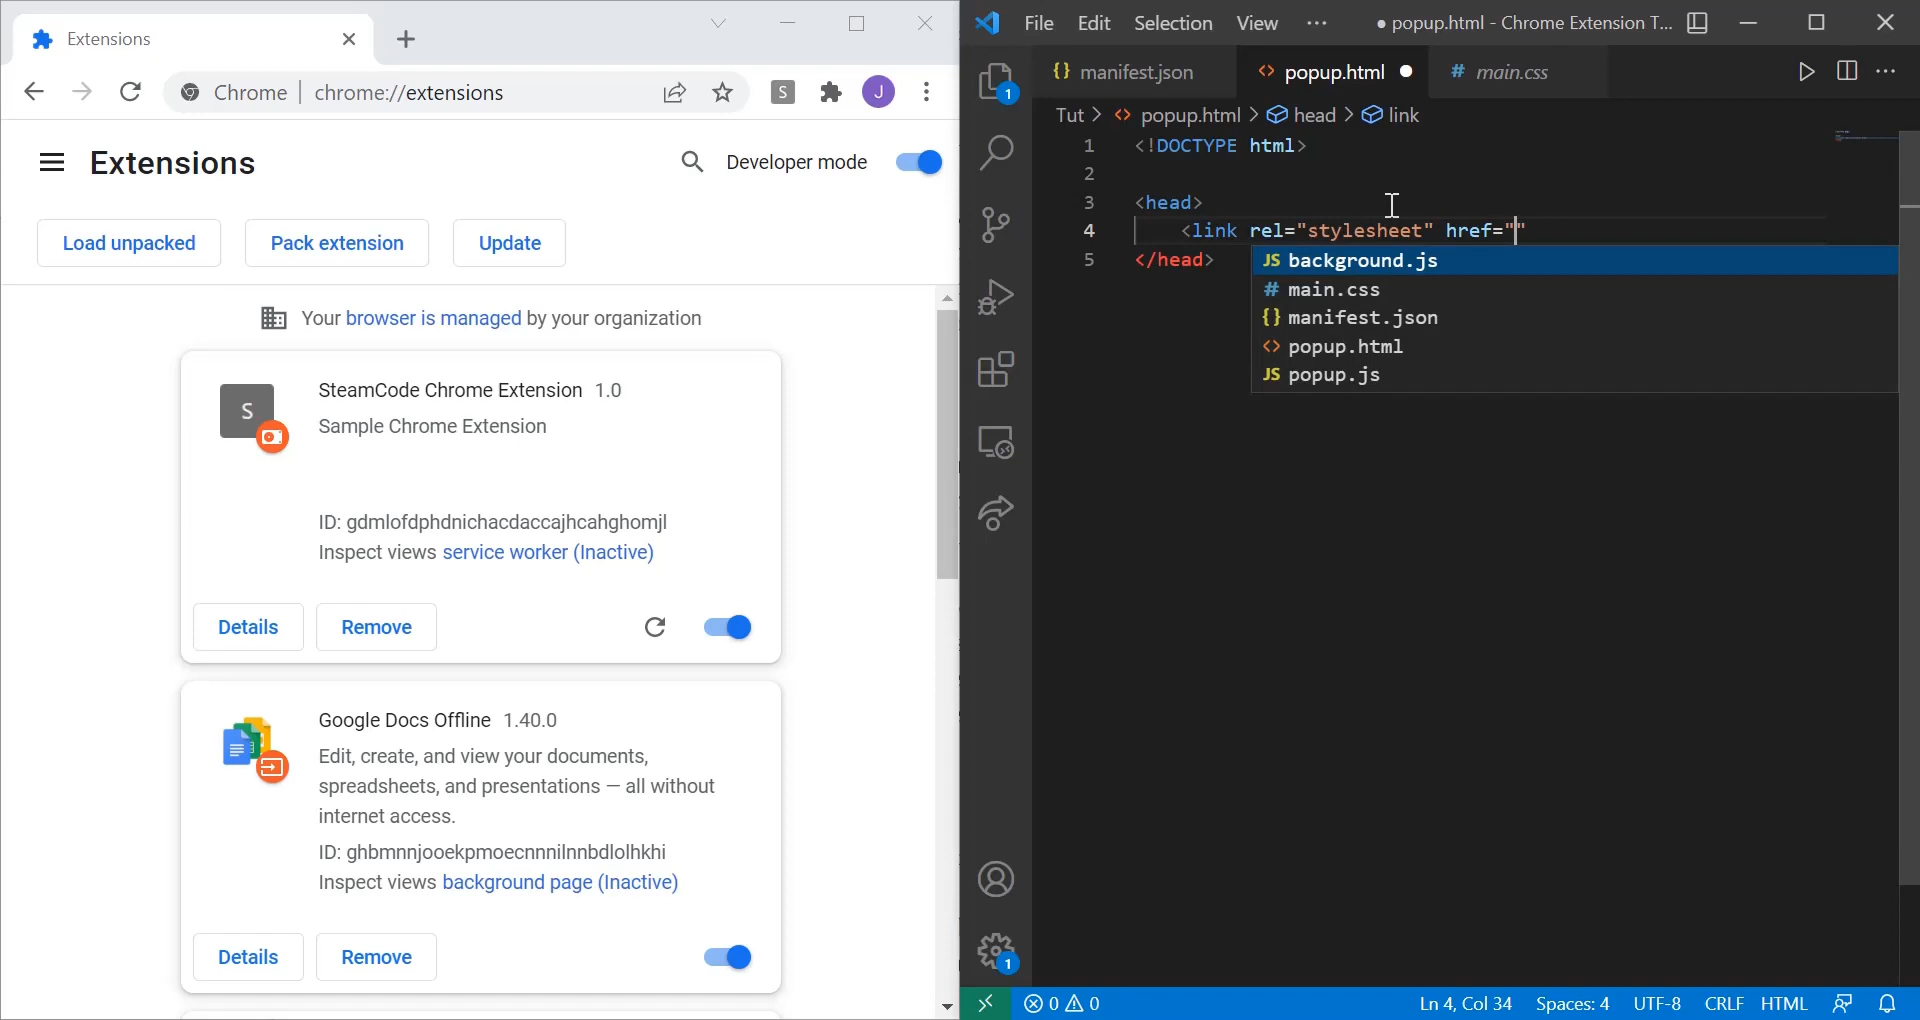 Extensions
Chrome
chrome://extensions
S
J
Extensions
Developer mode
Load unpacked
Pack extension
Update
Your browser is managed by your organization
S
SteamCode Chrome Extension 1.0
Sample Chrome Extension
ID: gdmlofdphdnichacdaccajhcahghomjl
Inspect views service worker (Inactive)
Details
Remove
Google Docs Offline 1.40.0
Edit, create, and view your documents,
spreadsheets, and presentations — all without
internet access.
ID: ghbmnnjooekpmoecnnnilnnbdlolhkhi
Inspect views background page (Inactive)
Details
Remove
File Edit Selection View ··· ● popup.html - Chrome Extension T...
{} manifest.json
<> popup.html ●
# main.css
1
Tut > <> popup.html > head > link
1 <!DOCTYPE html>
2
3 <head>
4 <link rel="stylesheet" href=""
5 </head>
JS background.js
# main.css
{} manifest.json
<> popup.html
JS popup.js
1
0 0
Ln 4, Col 34 Spaces: 4 UTF-8 CRLF HTML